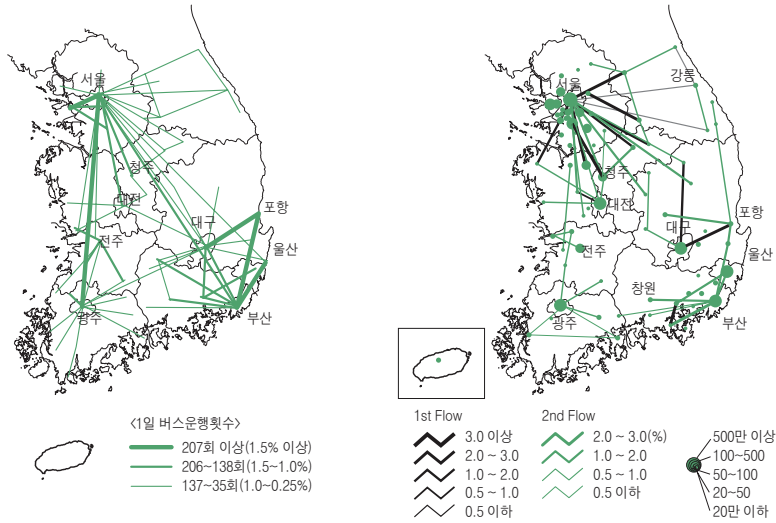 서울
청주
대전
전주
광주
대구
포항
울산
부산
<1일 버스운행횟수>
207회 이상(1.5% 이상)
206~138회(1.5~1.0%)
137~35회(1.0~0.25%)
서울
강릉
청주
대전
전주
광주
대구
포항
울산
창원
부산
1st Flow
3.0 이상
2.0 ~ 3.0
1.0 ~ 2.0
0.5 ~ 1.0
0.5 이하
2nd Flow
2.0 ~ 3.0(%)
1.0 ~ 2.0
0.5 ~ 1.0
0.5 이하
500만 이상
100~500
50~100
20~50
20만 이하